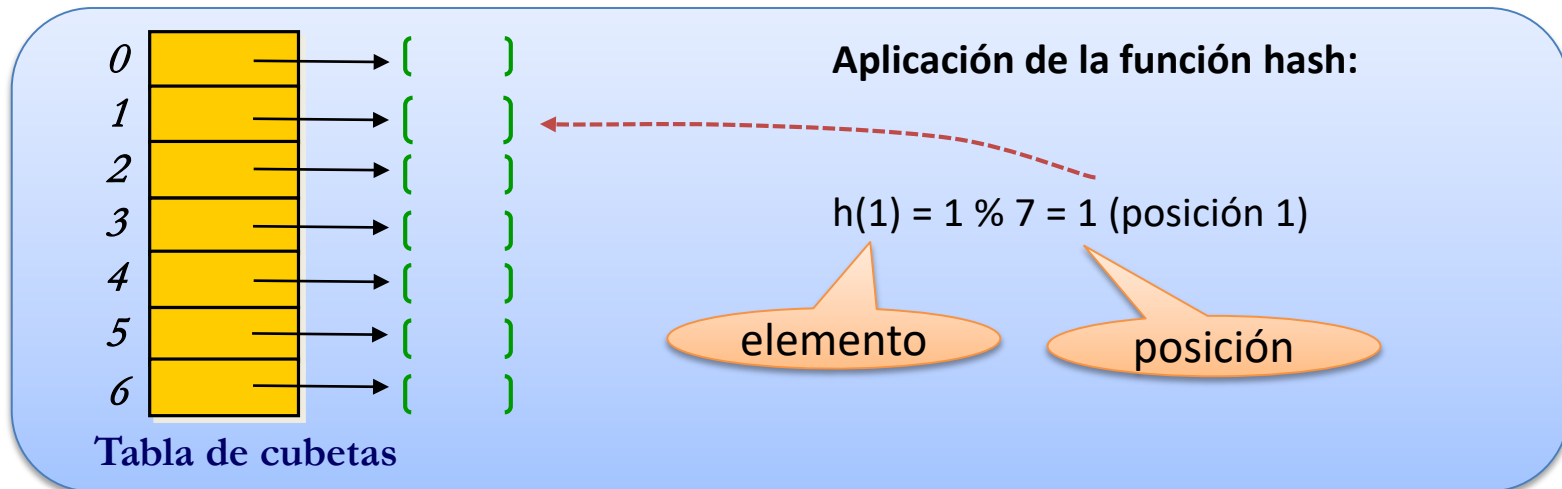 0
1
2
3
4
5
6
Tabla de cubetas
Aplicación de la función hash:
h(1) = 1 % 7 = 1 (posición 1)
elemento
posición